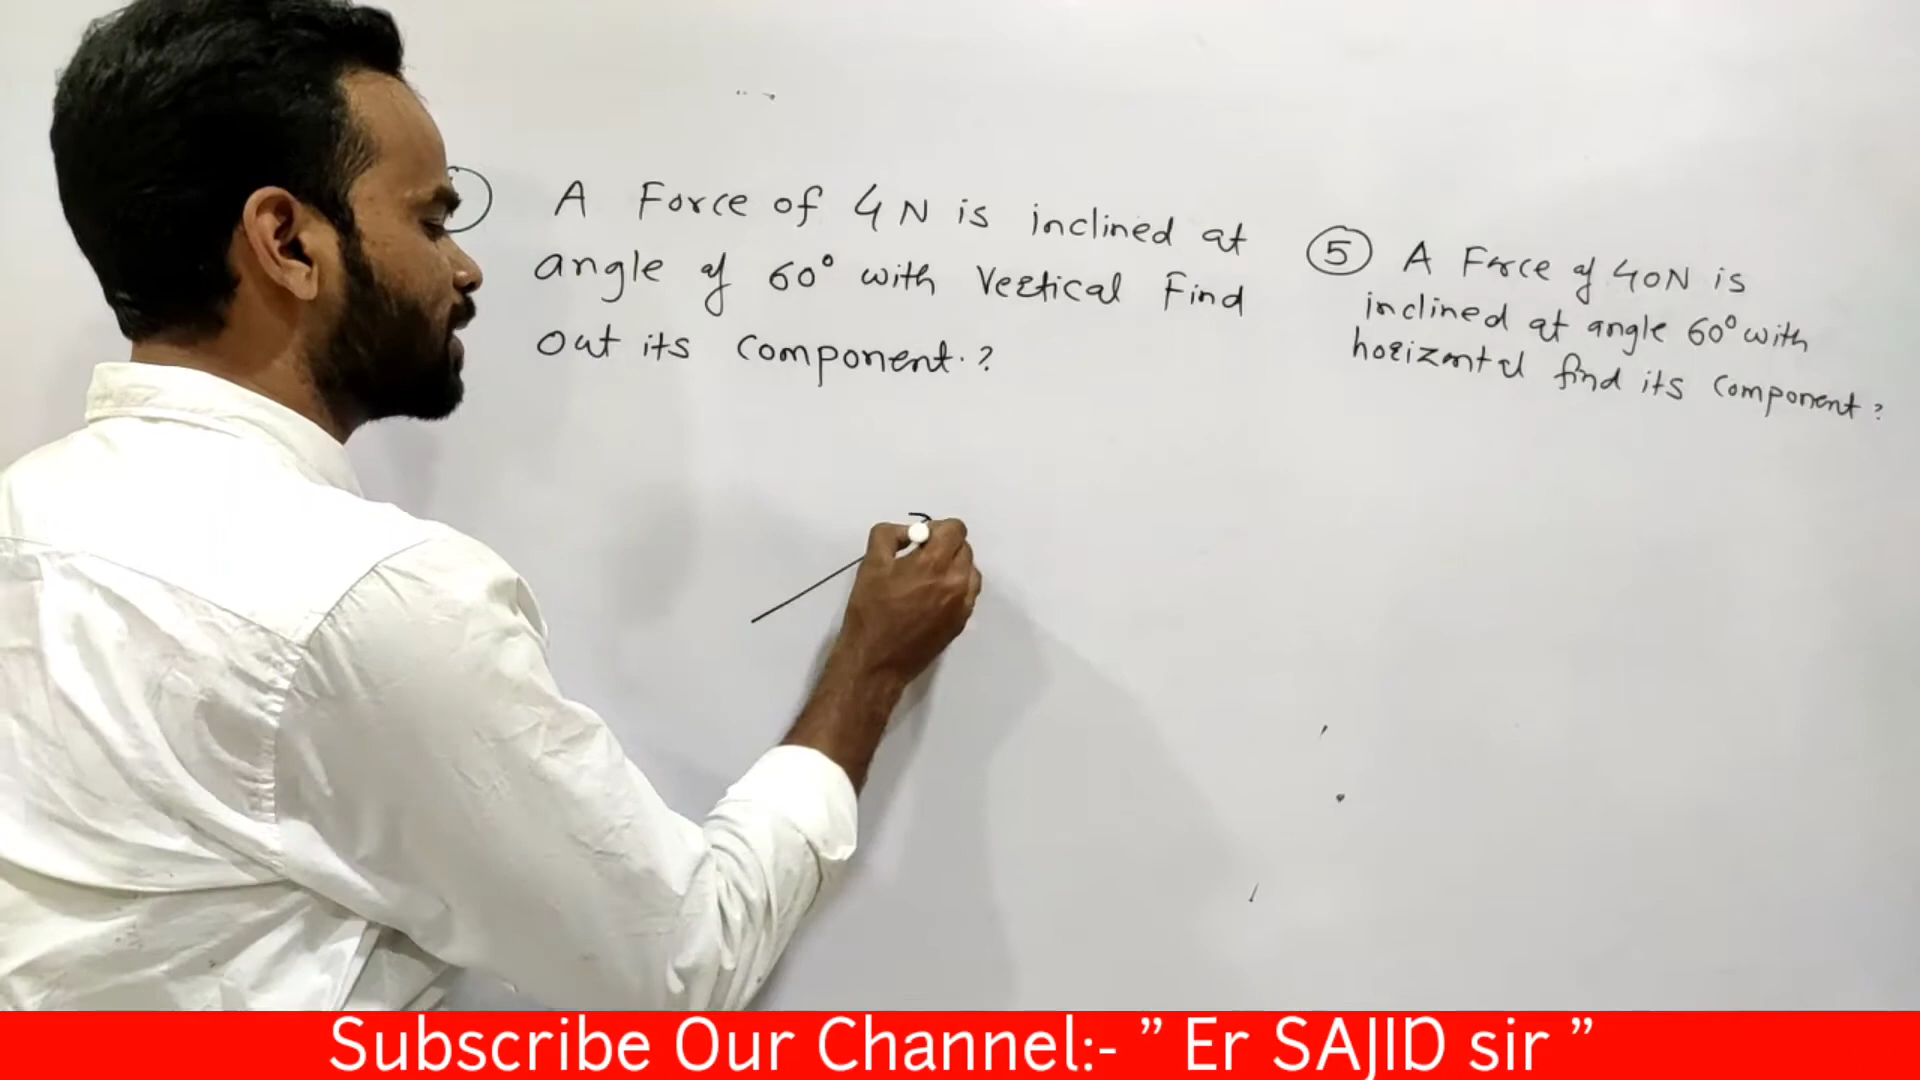 A Force of 4N is inclined at
angle of 60° with Vertical Find
out its component.?
⑤ A Force of 40N is
inclined at angle 60° with
horizontal find its component?
Subscribe Our Channel:- ” Er SAJID sir ”